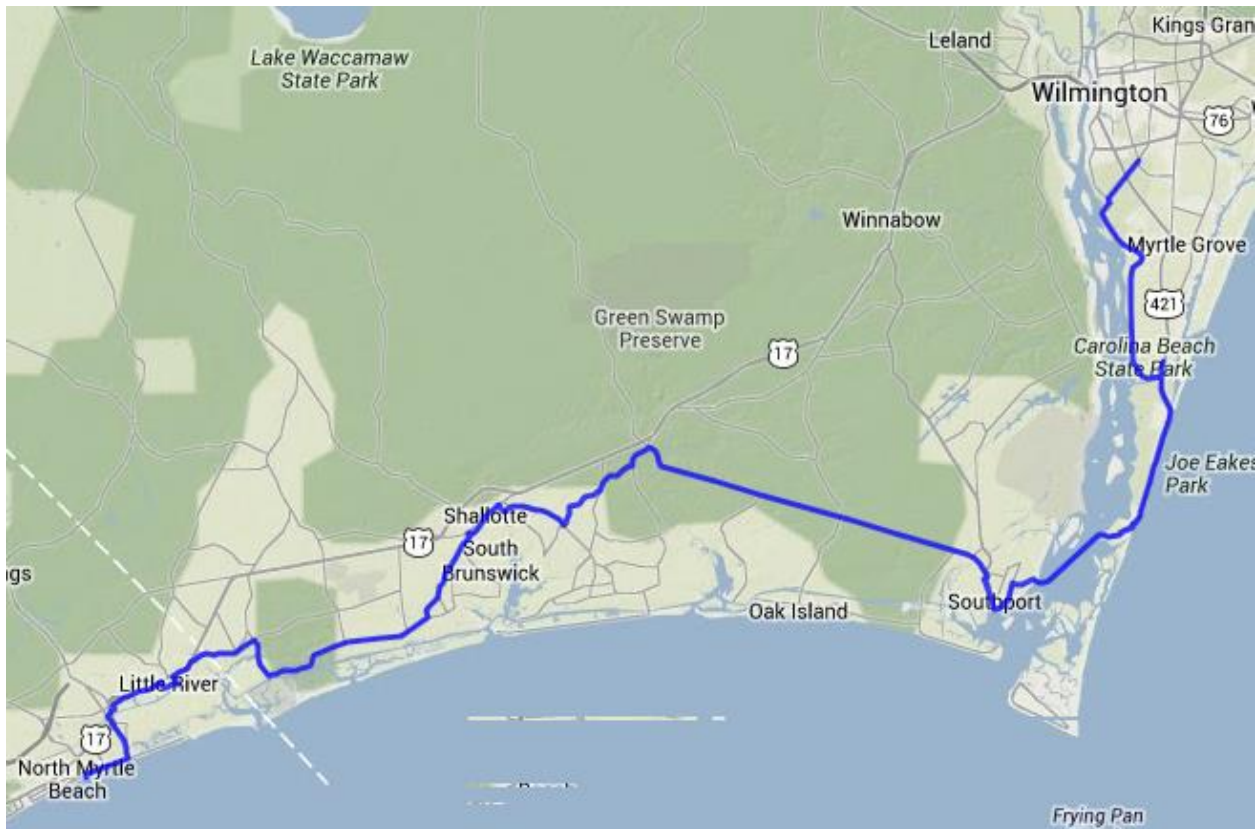 Kings Gran
Leland
Lake Waccamaw
State Park
Wilmington
76
Winnabow
Myrtle Grove
421
Green Swamp
Preserve
17
Carolina Beach
State Park
Joe Eakes
Park
Shallotte
17
South
Brunswick
ngs
Oak Island
Southport
Little River
17
North Myrtle
Beach
Frying Pan